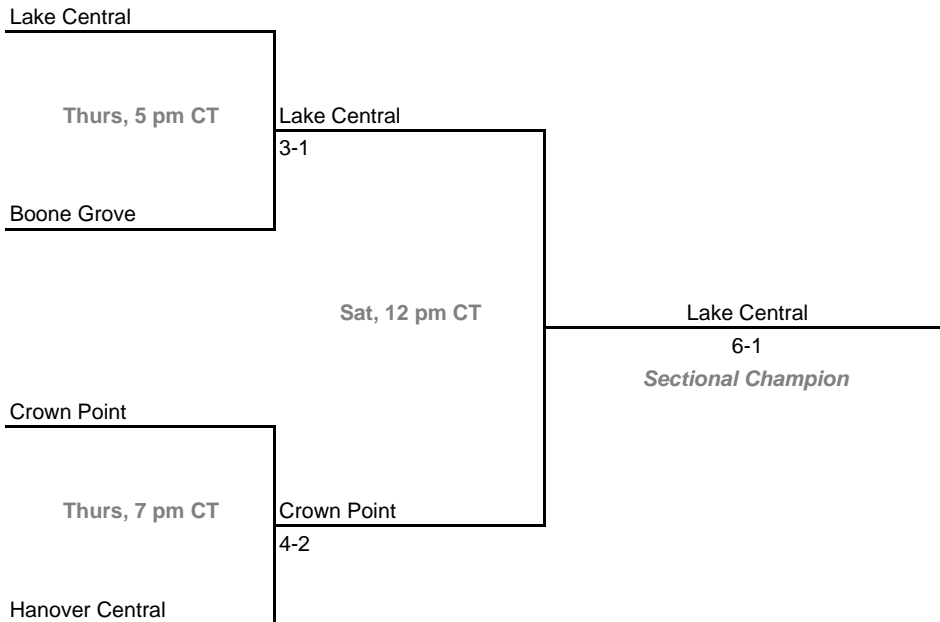 Lake Central
Thurs, 5 pm CT
Lake Central
3-1
Boone Grove
Sat, 12 pm CT
Lake Central
6-1
Sectional Champion
Crown Point
Thurs, 7 pm CT
Crown Point
4-2
Hanover Central